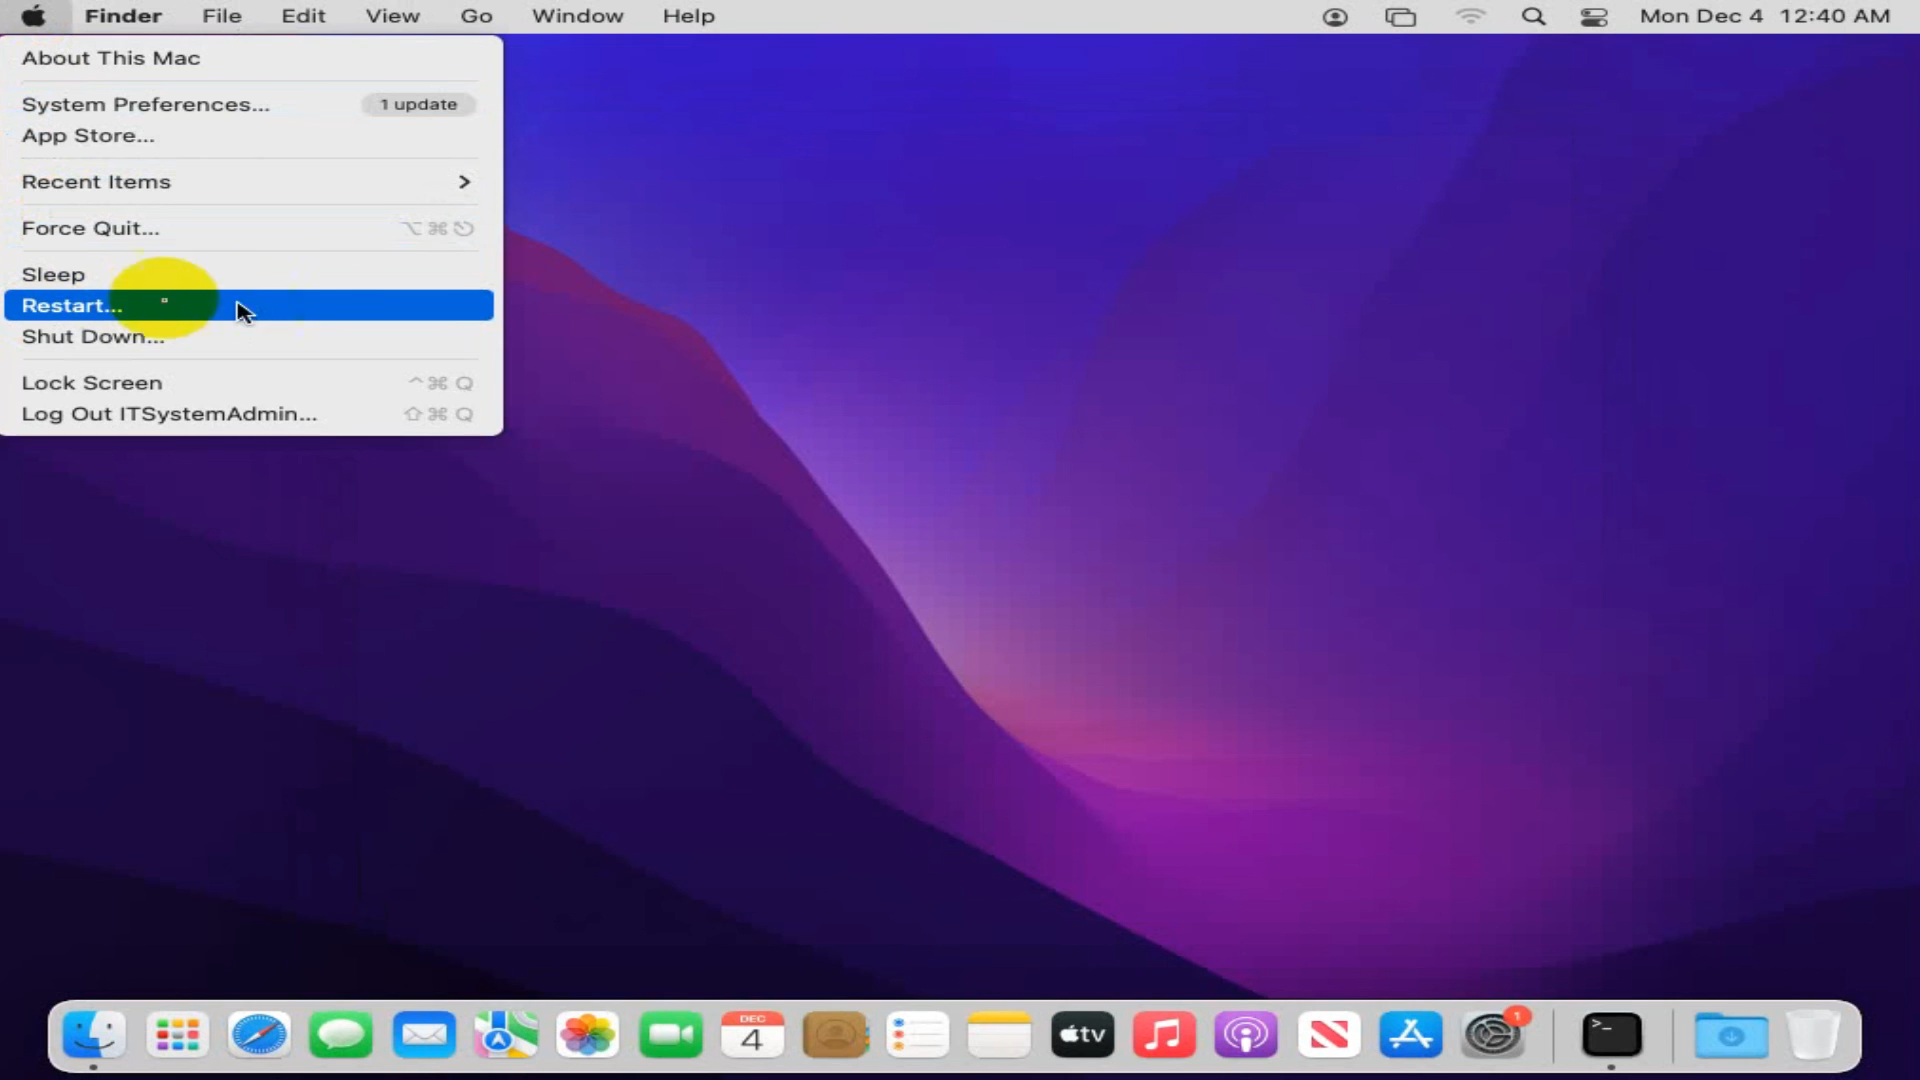 Finder File Edit View Go Window Help Mon Dec 4 12:40 AM
About This Mac
System Preferences... 1 update
App Store...
Recent Items
Force Quit... ⌥⌘⎋
Sleep
Restart...
Shut Down...
Lock Screen ^⌘Q
Log Out ITSystemAdmin... ⇧⌘Q
DEC
4
tv
1
>_